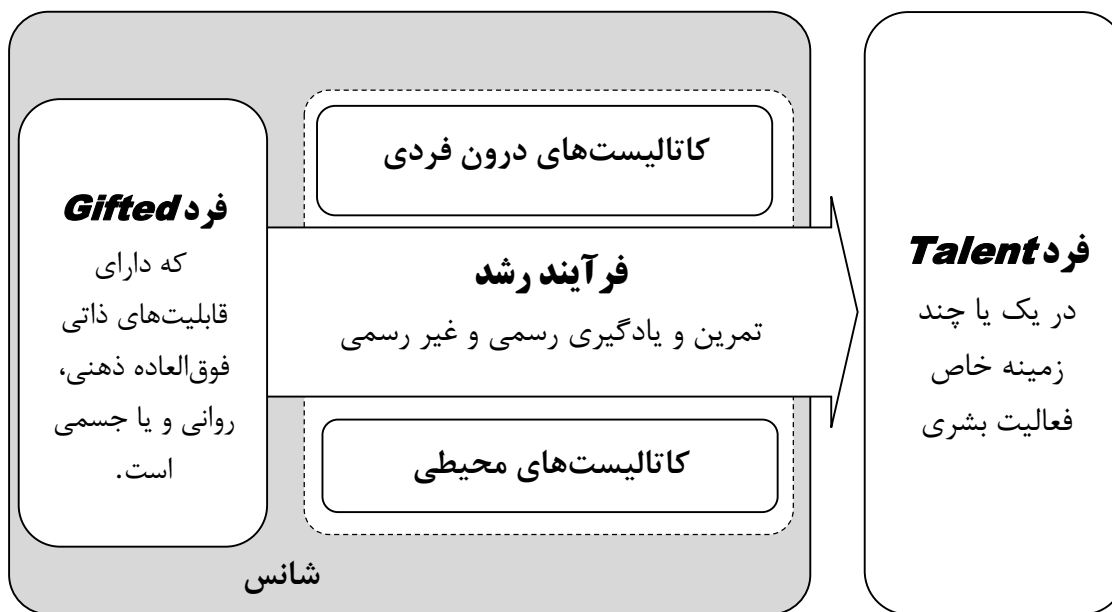 فرد Gifted
که دارای
قابلیت‌های ذاتی
فوق‌العاده ذهنی،
روانی و یا جسمی
است.
کاتالیست‌های درون فردی
فرآیند رشد
تمرین و یادگیری رسمی و غیر رسمی
کاتالیست‌های محیطی
شانس
فرد Talent
در یک یا چند
زمینه خاص
فعالیت بشری